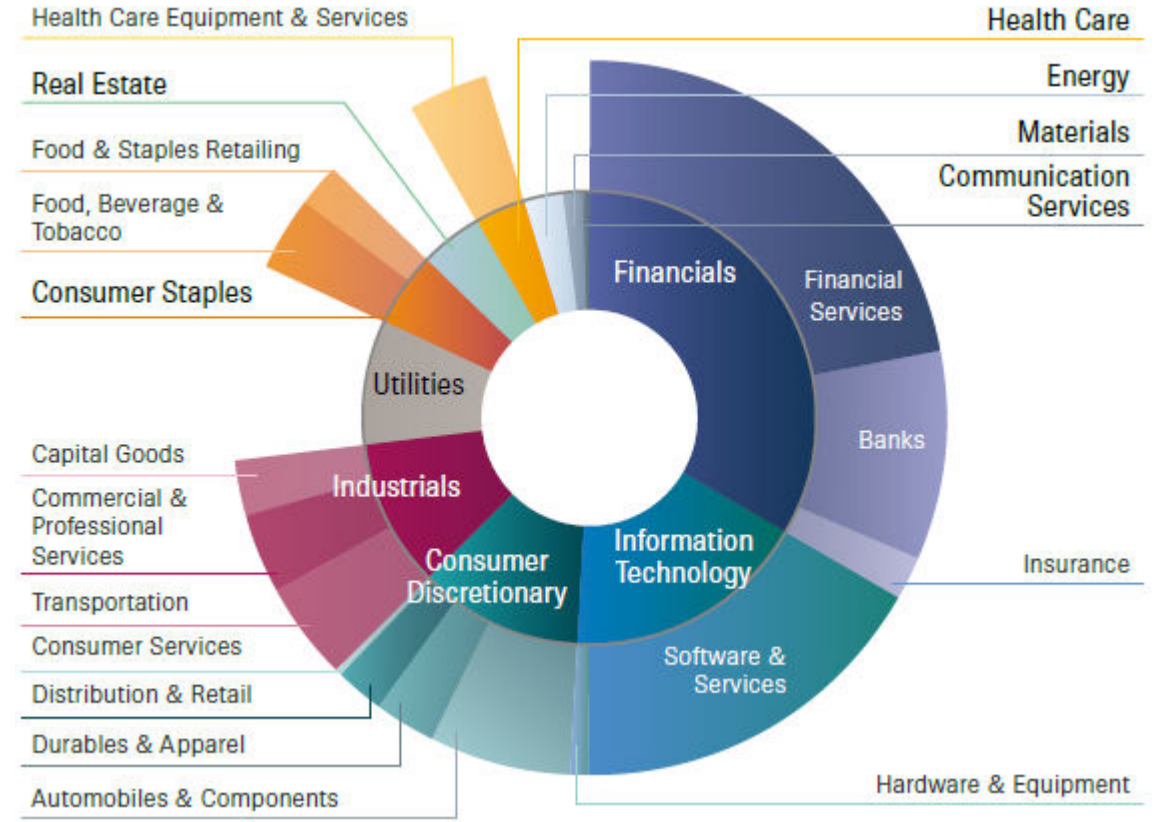 Health Care Equipment & Services
Real Estate
Food & Staples Retailing
Food, Beverage &
Tobacco
Consumer Staples
Utilities
Capital Goods
Industrials
Commercial &
Professional
Services
Transportation
Consumer Services
Distribution & Retail
Durables & Apparel
Automobiles & Components
Consumer
Discretionary
Health Care
Energy
Materials
Communication
Services
Financials
Financial
Services
Banks
Insurance
Information
Technology
Software &
Services
Hardware & Equipment